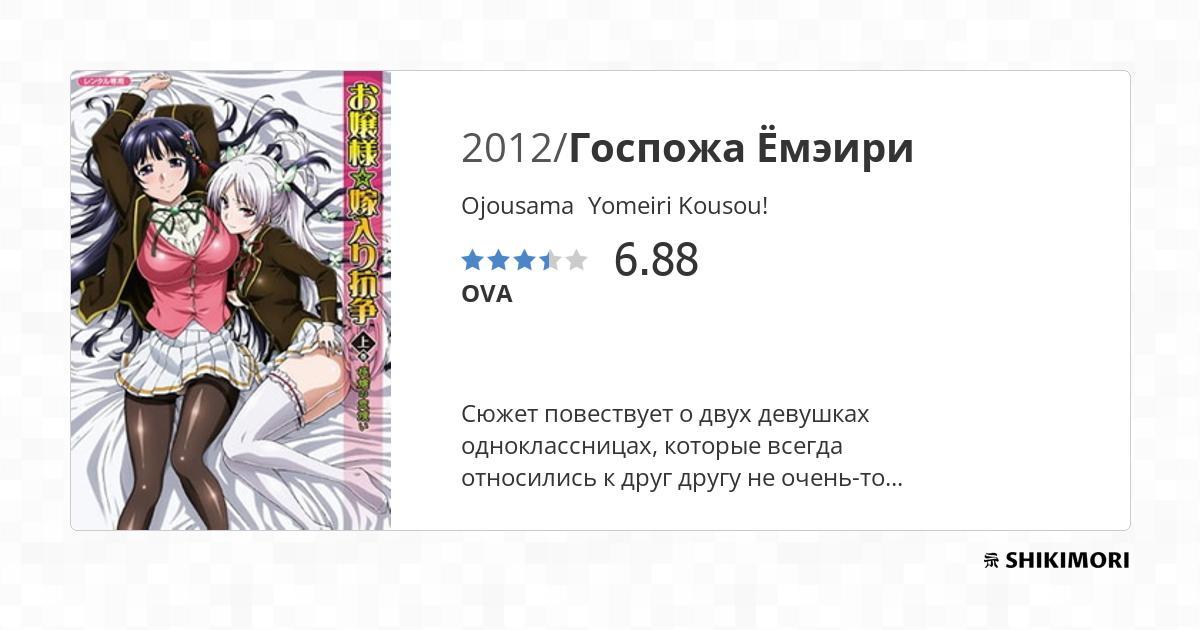 レンタル専用
お嬢様☆嫁入り抗争
上巻
2012/Госпожа Ёмэири
Ojousama Yomeiri Kousou!
6.88
OVA
Сюжет повествует о двух девушках
одноклассницах, которые всегда
относились к друг другу не очень-то...
SHIKIMORI